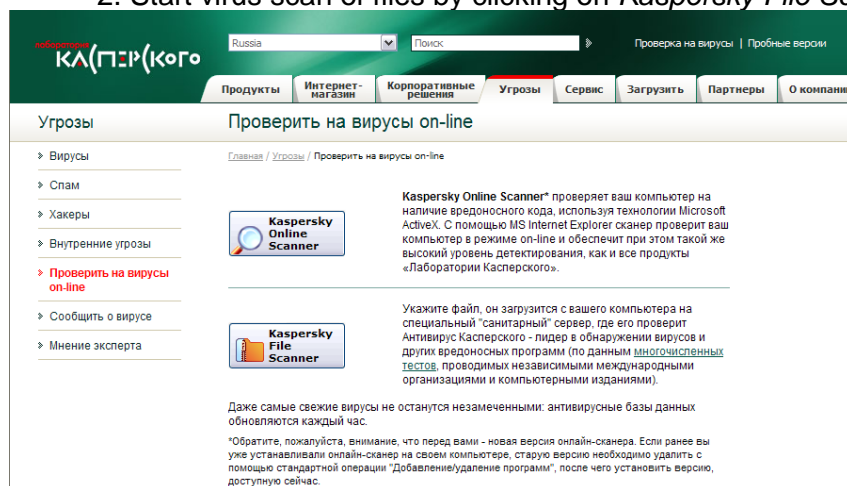 2. Start virus scan of files by clicking on Kaspersky File Sc
лаборатория
КАСПЕРСКОГО
Russia
Поиск
Проверка на вирусы | Пробные версии
Продукты
Интернет-
магазин
Корпоративные
решения
Угрозы
Сервис
Загрузить
Партнеры
О компани
Угрозы
Проверить на вирусы on-line
Вирусы
Спам
Хакеры
Внутренние угрозы
Проверить на вирусы
on-line
Сообщить о вирусе
Мнение эксперта
Главная / Угрозы / Проверить на вирусы on-line
Kaspersky
Online
Scanner
Kaspersky Online Scanner* проверяет ваш компьютер на
наличие вредоносного кода, используя технологии Microsoft
ActiveX. С помощью MS Internet Explorer сканер проверит ваш
компьютер в режиме on-line и обеспечит при этом такой же
высокий уровень детектирования, как и все продукты
«Лаборатории Касперского».
Kaspersky
File
Scanner
Укажите файл, он загрузится с вашего компьютера на
специальный "санитарный" сервер, где его проверит
Антивирус Касперского - лидер в обнаружении вирусов и
других вредоносных программ (по данным многочисленных
тестов, проводимых независимыми международными
организациями и компьютерными изданиями).
Даже самые свежие вирусы не останутся незамеченными: антивирусные базы данных
обновляются каждый час.
*Обратите, пожалуйста, внимание, что перед вами - новая версия онлайн-сканера. Если ранее вы
уже устанавливали онлайн-сканер на своем компьютере, старую версию необходимо удалить с
помощью стандартной операции "Добавление/удаление программ", после чего установить версию,
доступную сейчас.